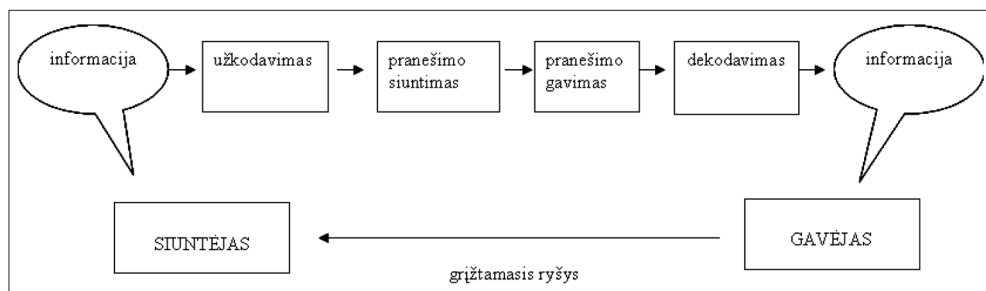 informacija
užkodavimas
pranešimo
siuntimas
pranešimo
gavimas
dekodavimas
informacija
SIUNTĖJAS
GAVĖJAS
grįžtamasis ryšys